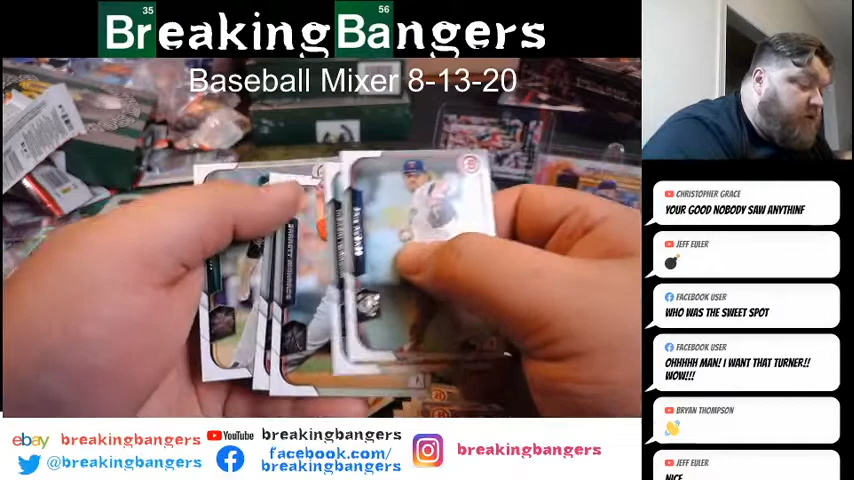 35
56
BreakingBangers
Baseball Mixer 8-13-20
CHRISTOPHER GRACE
YOUR GOOD NOBODY SAW ANYTHINF
JEFF EULER
FACEBOOK USER
WHO WAS THE SWEET SPOT
FACEBOOK USER
OHHHHH MAN! I WANT THAT TURNER!!
WOW!!!
BRYAN THOMPSON
JEFF EULER
NICE
ebay breakingbangers
YouTube breakingbangers
@breakingbangers
facebook.com/
breakingbangers
breakingbangers